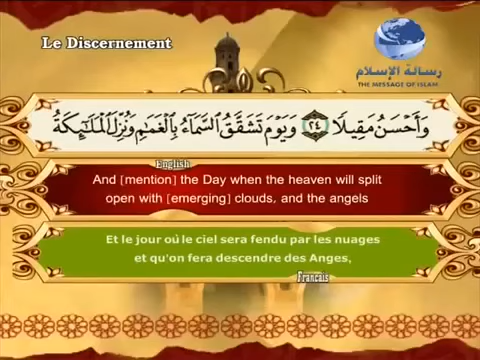 Le Discernement
رسالة الإسلام
THE MESSAGE OF ISLAM
وَأَحْسَنُ مَقِيلًا ٢٤ وَيَوْمَ تَشَقَّقُ السَّمَاءُ بِالْغَمَامِ وَنُزِّلَ الْمَلَائِكَةُ
English
And [mention] the Day when the heaven will split
open with [emerging] clouds, and the angels
Et le jour où le ciel sera fendu par les nuages
et qu'on fera descendre des Anges,
Francais